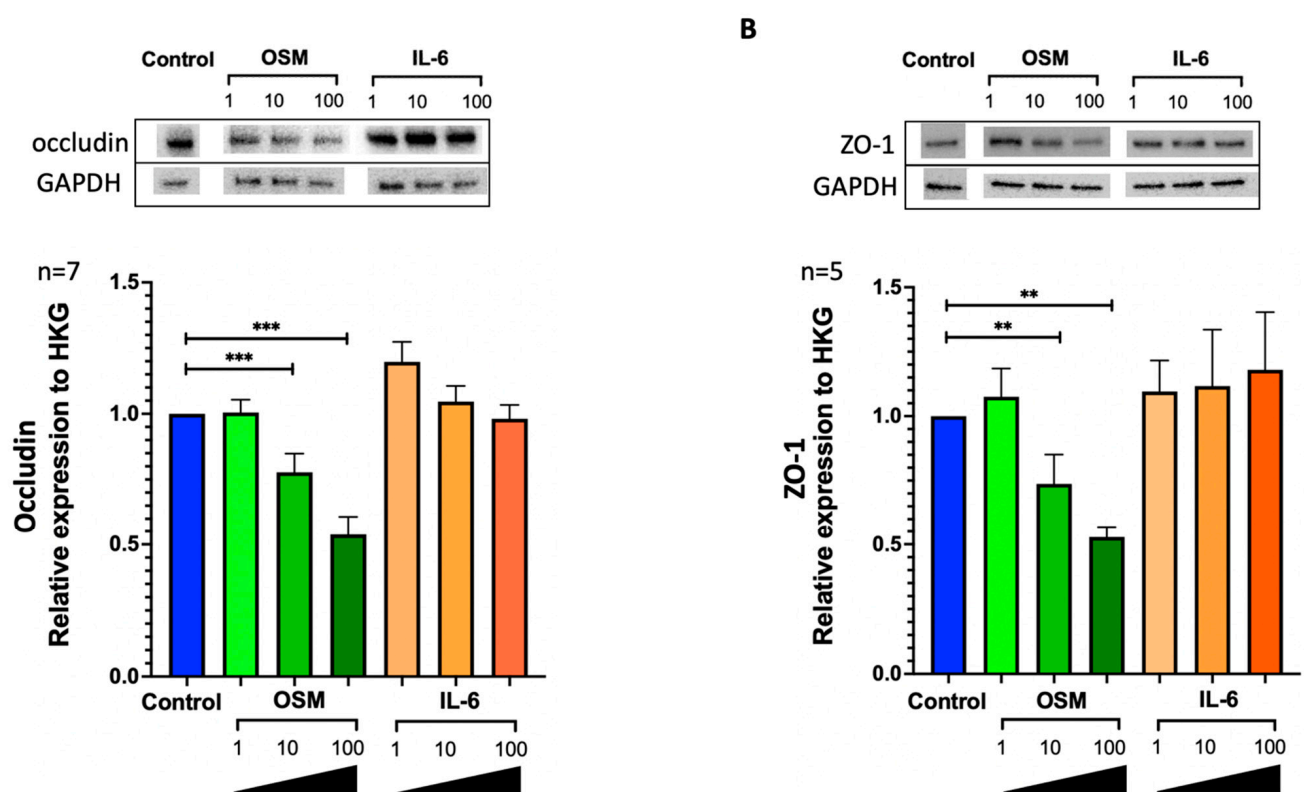 Control OSM IL-6
1 10 100 1 10 100
occludin
GAPDH
n=7
Occludin
Relative expression to HKG
1.5
1.0
0.5
0.0
***
***
Control OSM IL-6
1 10 100 1 10 100
B
Control OSM IL-6
1 10 100 1 10 100
ZO-1
GAPDH
n=5
ZO-1
Relative expression to HKG
1.5
1.0
0.5
0.0
**
**
Control OSM IL-6
1 10 100 1 10 100